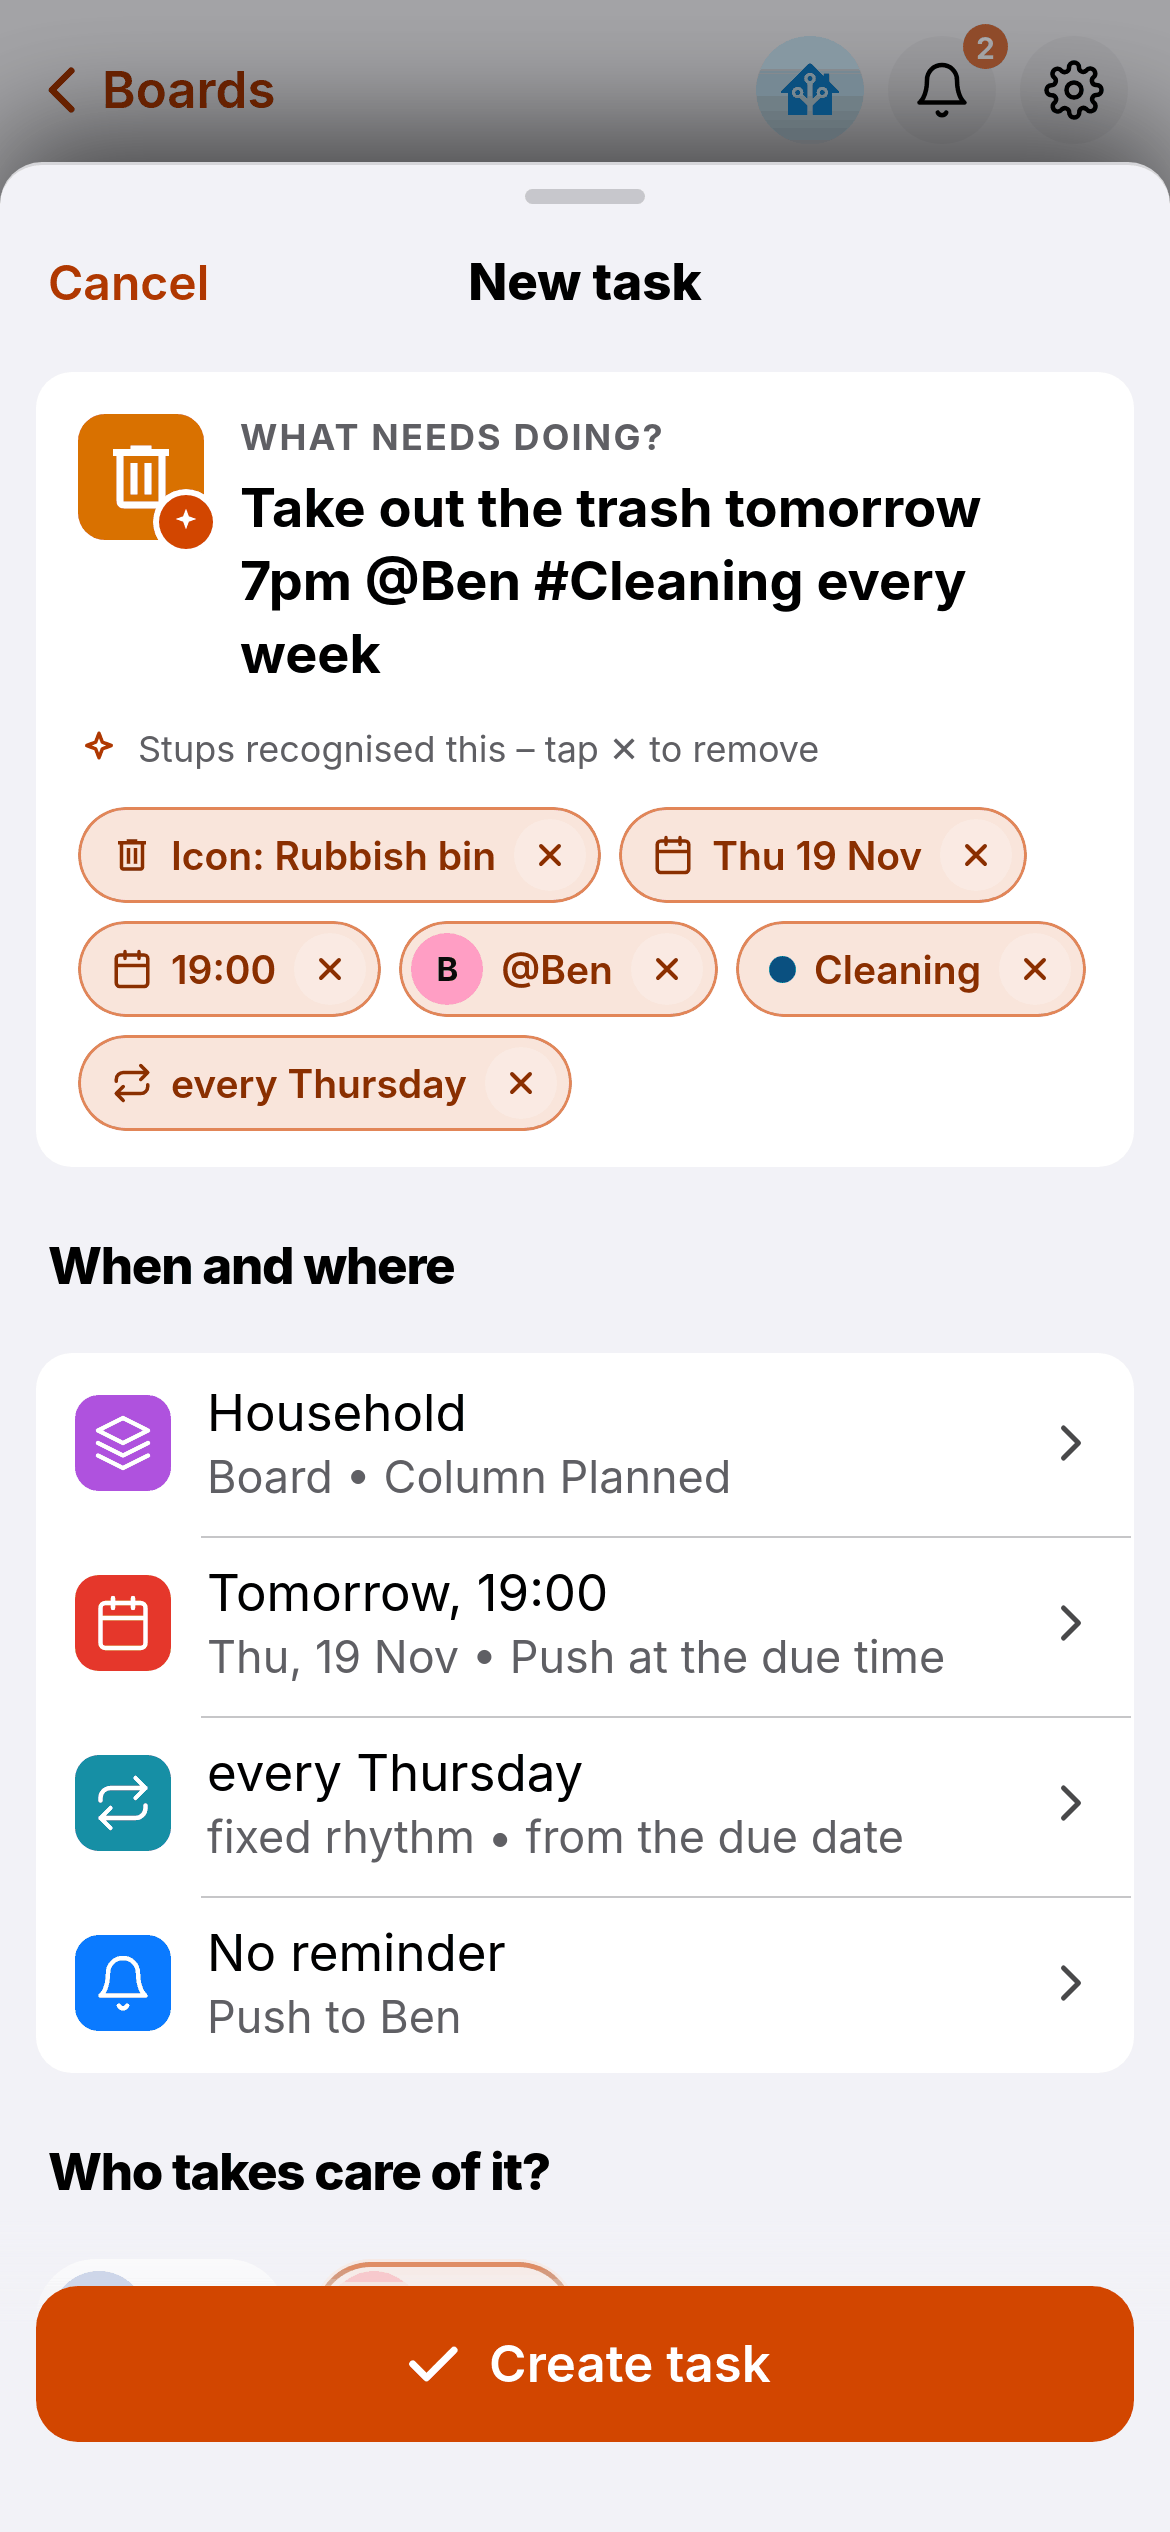 Boards
2
Cancel
New task
WHAT NEEDS DOING?
Take out the trash tomorrow
7pm @Ben #Cleaning every
week
Stups recognised this – tap ✕ to remove
Icon: Rubbish bin ✕
Thu 19 Nov ✕
19:00 ✕
B @Ben ✕
Cleaning ✕
every Thursday ✕
When and where
Household
Board • Column Planned
Tomorrow, 19:00
Thu, 19 Nov • Push at the due time
every Thursday
fixed rhythm • from the due date
No reminder
Push to Ben
Who takes care of it?
Create task